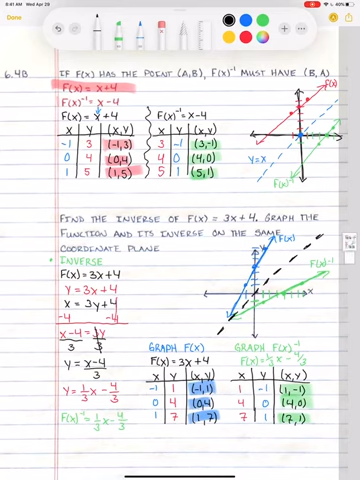 8:41 AM Wed Apr 29
Done
6.4B
IF F(X) HAS THE POINT (A,B), F(X)⁻¹ MUST HAVE (B,A)
F(X) = X+4
F(X)⁻¹ = X-4
F(X) = X+4 F(X)⁻¹ = X-4
X Y (X,Y) X Y (X,Y)
-1 3 (-1,3) 3 -1 (3,-1)
0 4 (0,4) 4 0 (4,0)
1 5 (1,5) 5 1 (5,1)
F(X)
Y=X
F(X)⁻¹
FIND THE INVERSE OF F(X) = 3X+4. GRAPH THE
FUNCTION AND ITS INVERSE ON THE SAME
COORDINATE PLANE
• INVERSE
F(X) = 3X+4
Y = 3X+4
X = 3Y+4
-4 -4
X-4 = 3Y
3 3
Y = X-4
3
Y = 1/3 X - 4/3
F(X)⁻¹ = 1/3 X - 4/3
Y
F(X)
F(X)⁻¹
X
GRAPH F(X) GRAPH F(X)⁻¹
F(X) = 3X+4 F(X) = 1/3 X - 4/3
X Y (X,Y) X Y (X,Y)
-1 1 (-1,1) 1 -1 (1,-1)
0 4 (0,4) 4 0 (4,0)
1 7 (1,7) 7 1 (7,1)